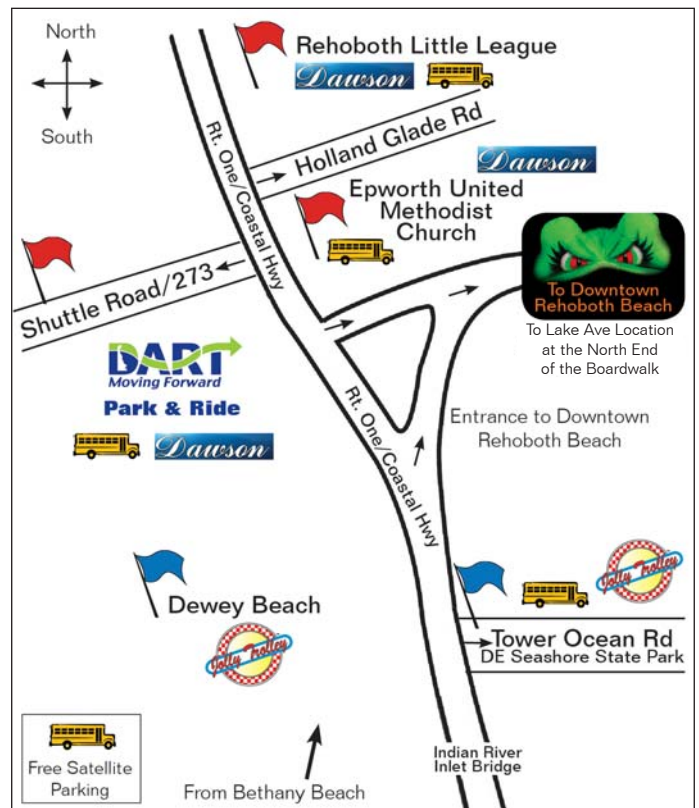 North
South
Rehoboth Little League
Dawson
Rt. One/Coastal Hwy
Holland Glade Rd
Dawson
Epworth United
Methodist
Church
Shuttle Road/273
To Downtown
Rehoboth Beach
To Lake Ave Location
at the North End
of the Boardwalk
DART
Moving Forward
Park & Ride
Dawson
Rt. One/Coastal Hwy
Entrance to Downtown
Rehoboth Beach
Dewey Beach
Jolly Trolley
Jolly Trolley
Tower Ocean Rd
DE Seashore State Park
Free Satellite
Parking
From Bethany Beach
Indian River
Inlet Bridge